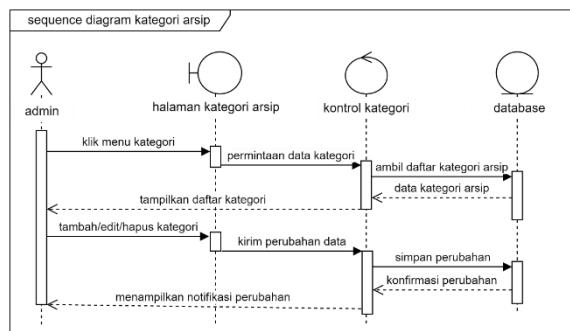 sequence diagram kategori arsip
admin
halaman kategori arsip
kontrol kategori
database
klik menu kategori
permintaan data kategori
ambil daftar kategori arsip
data kategori arsip
tampilkan daftar kategori
tambah/edit/hapus kategori
kirim perubahan data
simpan perubahan
konfirmasi perubahan
menampilkan notifikasi perubahan